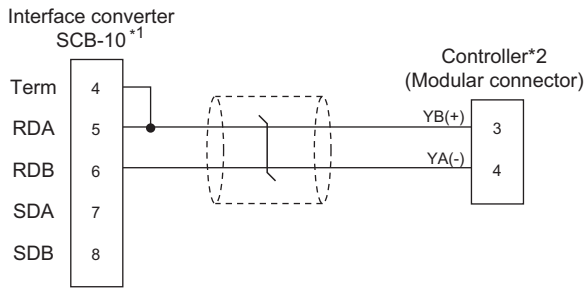 Interface converter
SCB-10 *1
Controller*2
(Modular connector)
Term 4
RDA 5 YB(+) 3
RDB 6 YA(-) 4
SDA 7
SDB 8